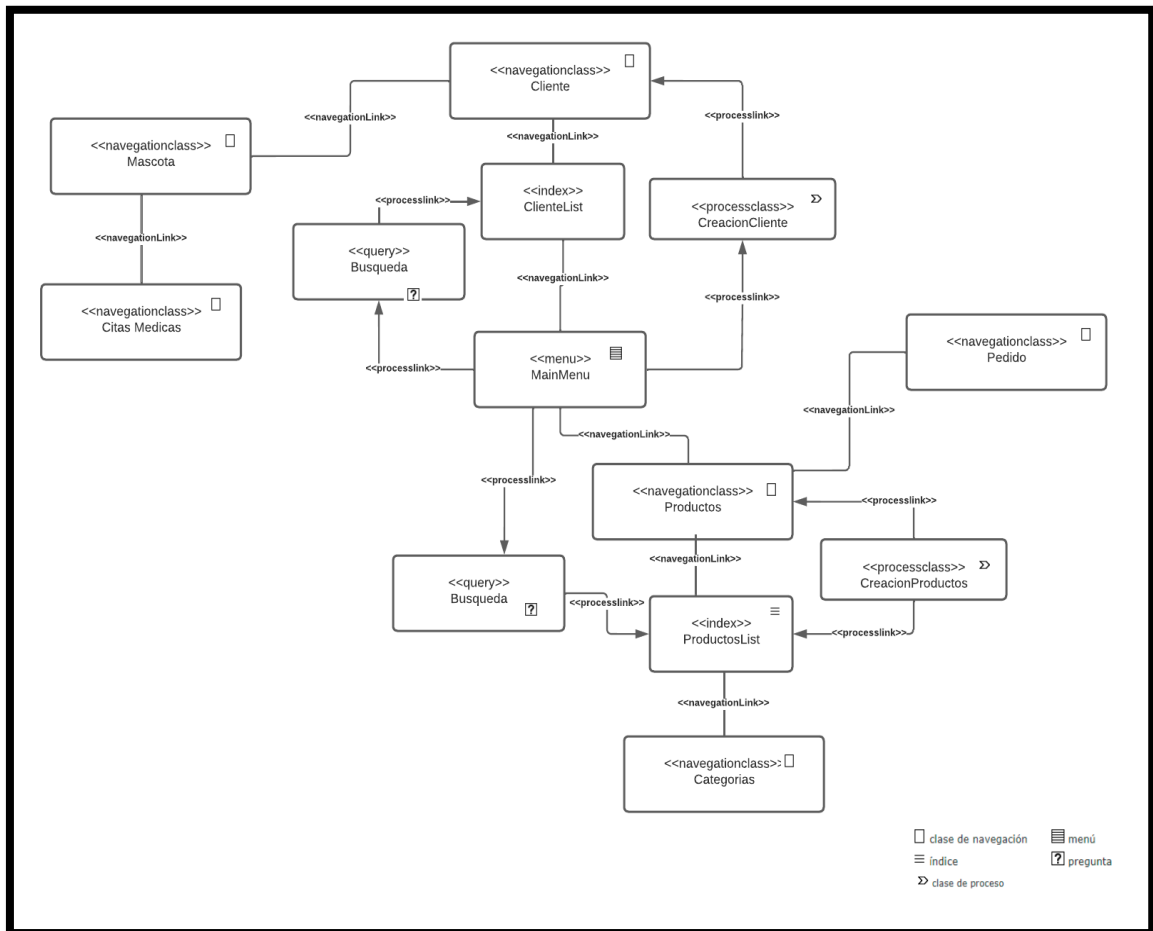 <<navegationclass>>
Cliente
<<navegationLink>>
<<processlink>>
<<navegationclass>>
Mascota
<<navegationLink>>
<<index>>
ClienteList
<<processlink>>
<<processclass>>
CreacionCliente
<<navegationLink>>
<<query>>
Busqueda
<<navegationLink>>
<<processlink>>
<<navegationclass>>
Citas Medicas
<<menu>>
MainMenu
<<processlink>>
<<navegationclass>>
Pedido
<<navegationLink>>
<<navegationLink>>
<<processlink>>
<<navegationclass>>
Productos
<<processlink>>
<<navegationLink>>
<<processclass>>
CreacionProductos
<<query>>
Busqueda
<<processlink>>
<<index>>
ProductosList
<<processlink>>
<<navegationLink>>
<<navegationclass>>
Categorias
clase de navegación
menú
índice
? pregunta
clase de proceso